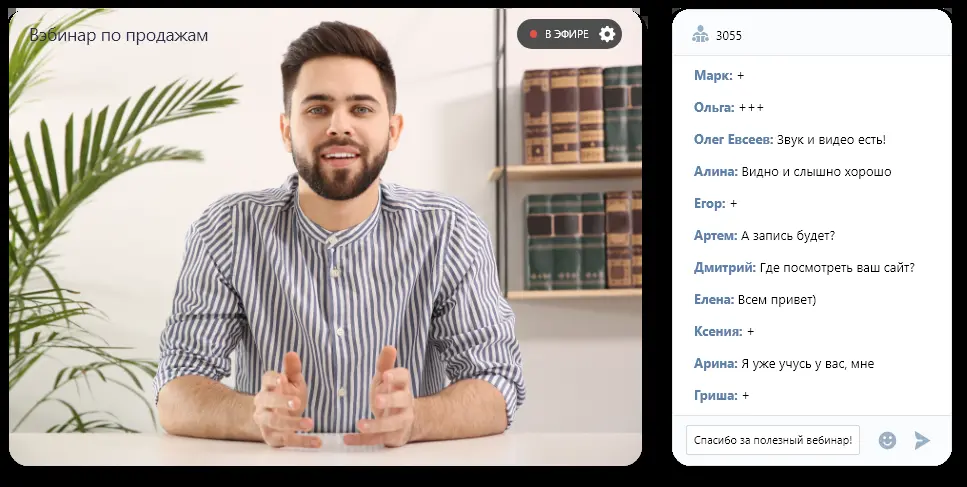 Вэбинар по продажам
В ЭФИРЕ
3055
Марк: +
Ольга: +++
Олег Евсеев: Звук и видео есть!
Алина: Видно и слышно хорошо
Егор: +
Артем: А запись будет?
Дмитрий: Где посмотреть ваш сайт?
Елена: Всем привет)
Ксения: +
Арина: Я уже учусь у вас, мне
Гриша: +
Спасибо за полезный вебинар!